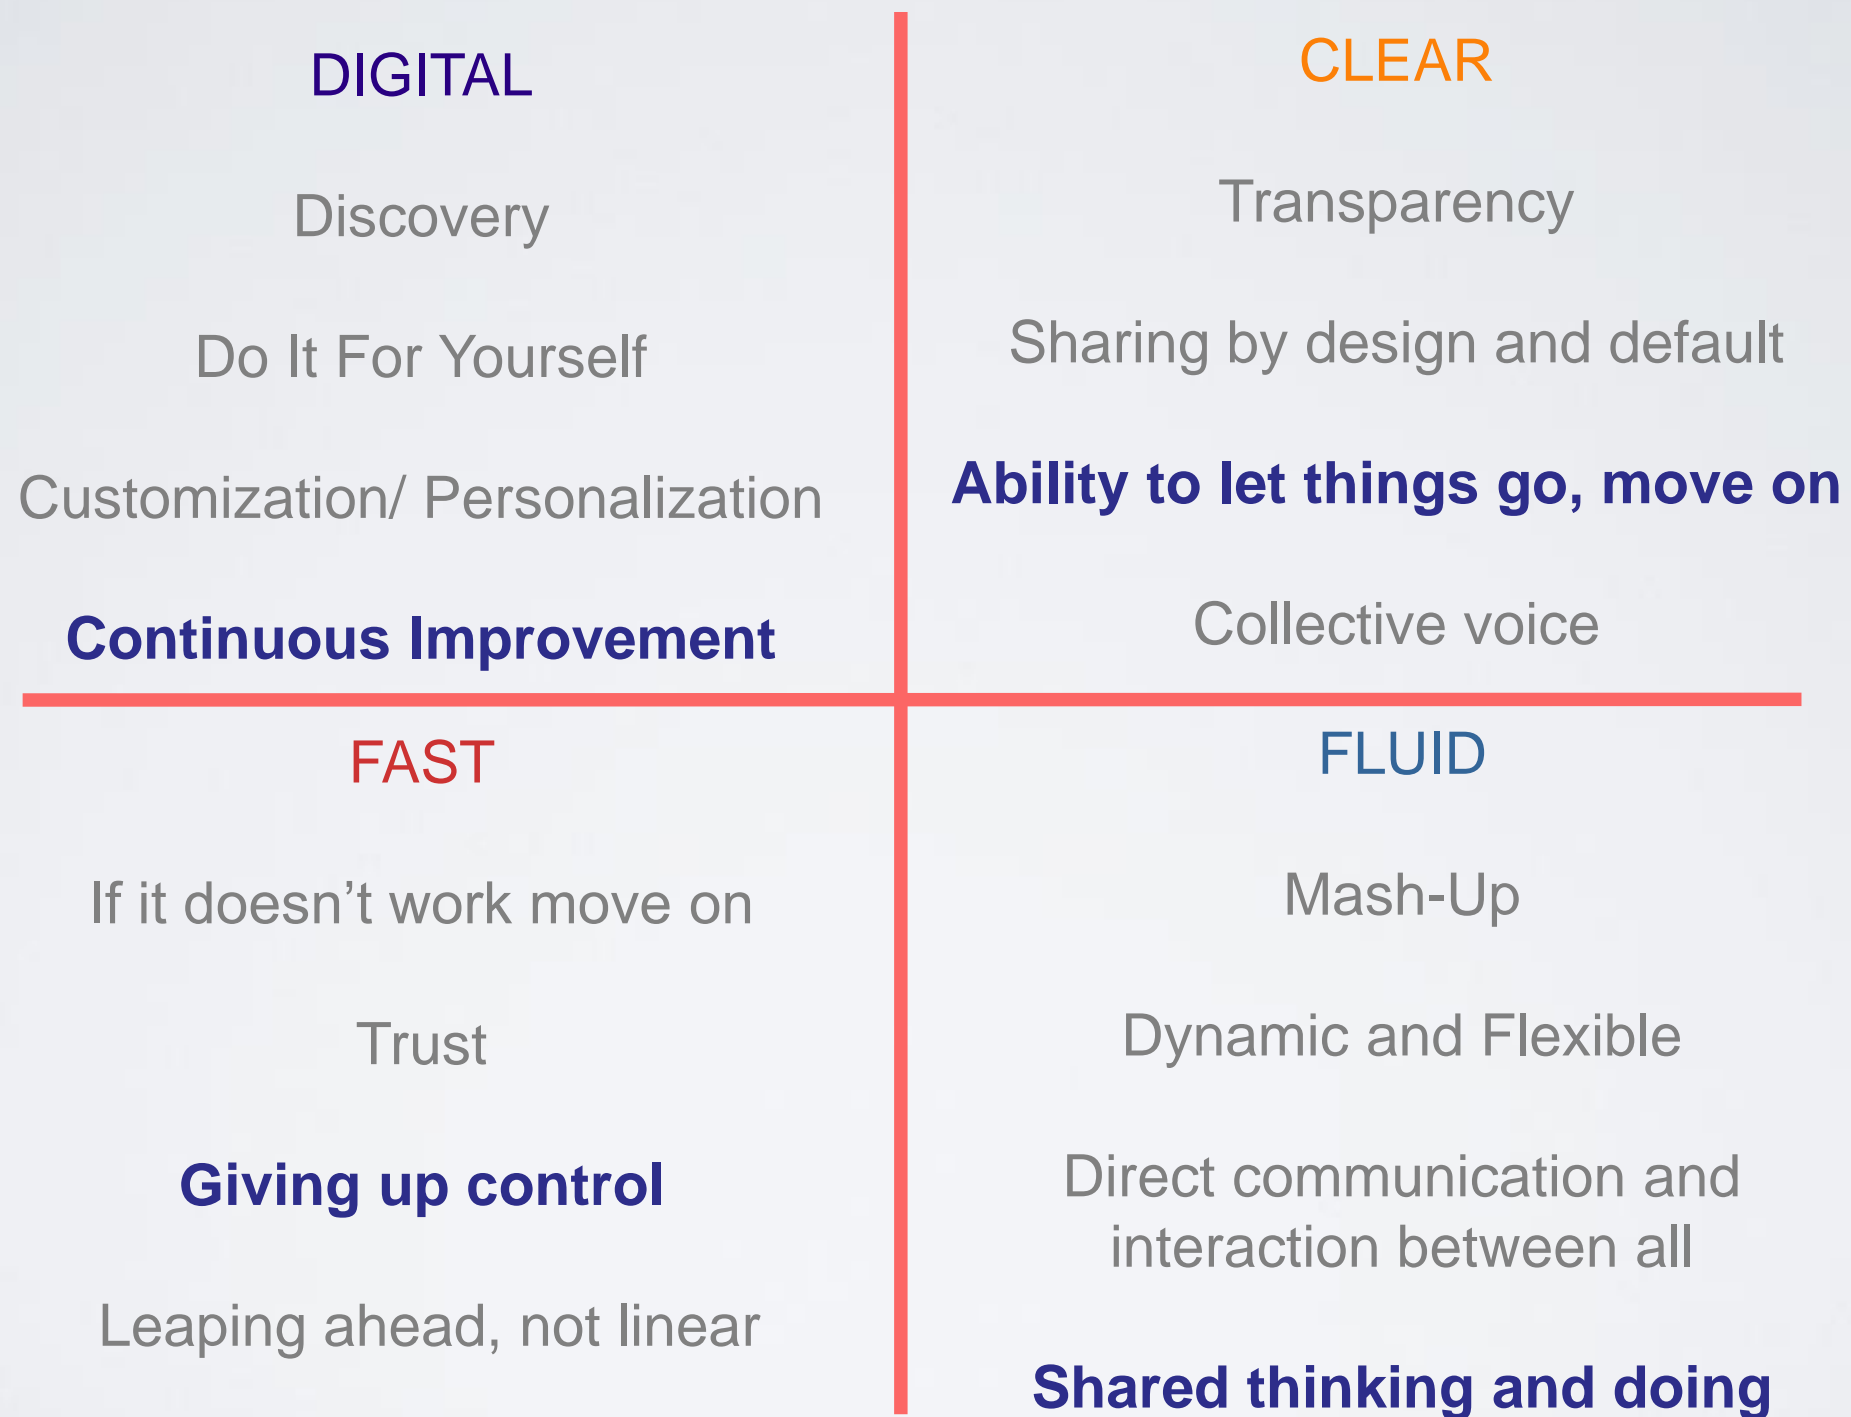 DIGITAL
Discovery
Do It For Yourself
Customization/ Personalization
Continuous Improvement
CLEAR
Transparency
Sharing by design and default
Ability to let things go, move on
Collective voice
FAST
If it doesn’t work move on
Trust
Giving up control
Leaping ahead, not linear
FLUID
Mash-Up
Dynamic and Flexible
Direct communication and
interaction between all
Shared thinking and doing